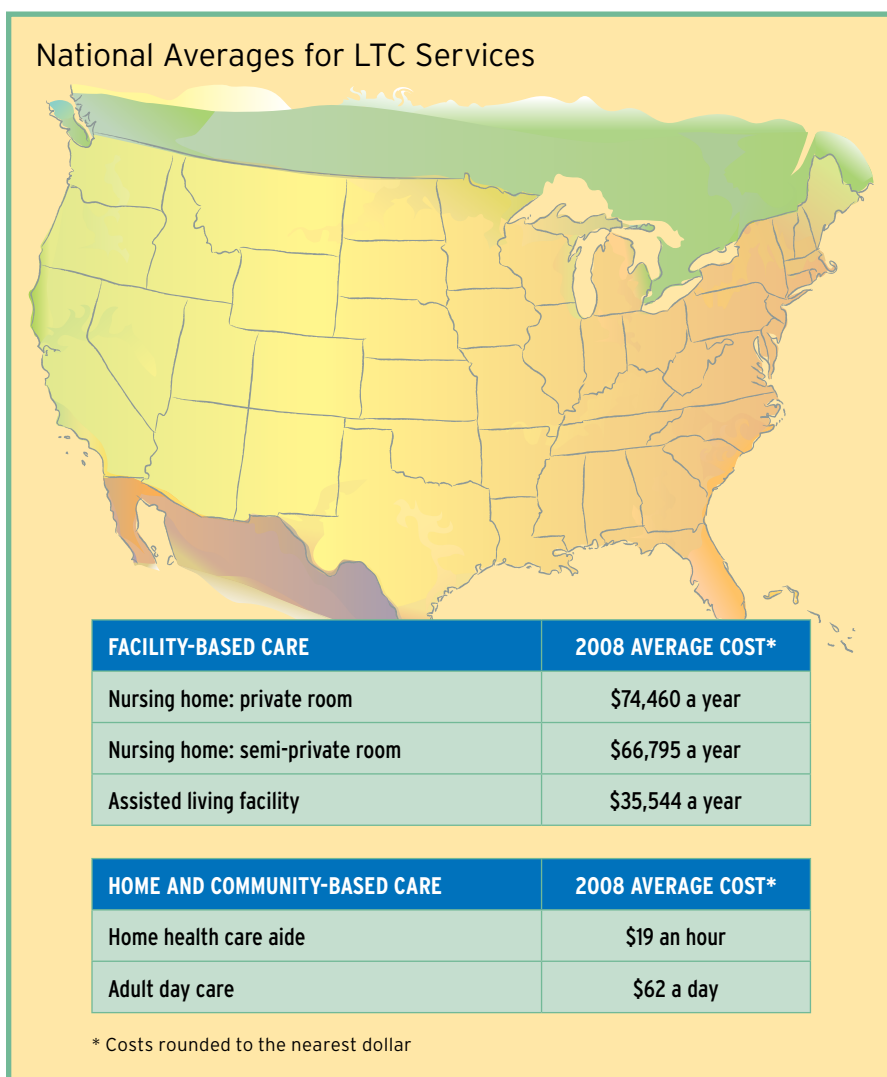 National Averages for LTC Services
FACILITY-BASED CARE 2008 AVERAGE COST*
Nursing home: private room $74,460 a year
Nursing home: semi-private room $66,795 a year
Assisted living facility $35,544 a year
HOME AND COMMUNITY-BASED CARE 2008 AVERAGE COST*
Home health care aide $19 an hour
Adult day care $62 a day
* Costs rounded to the nearest dollar